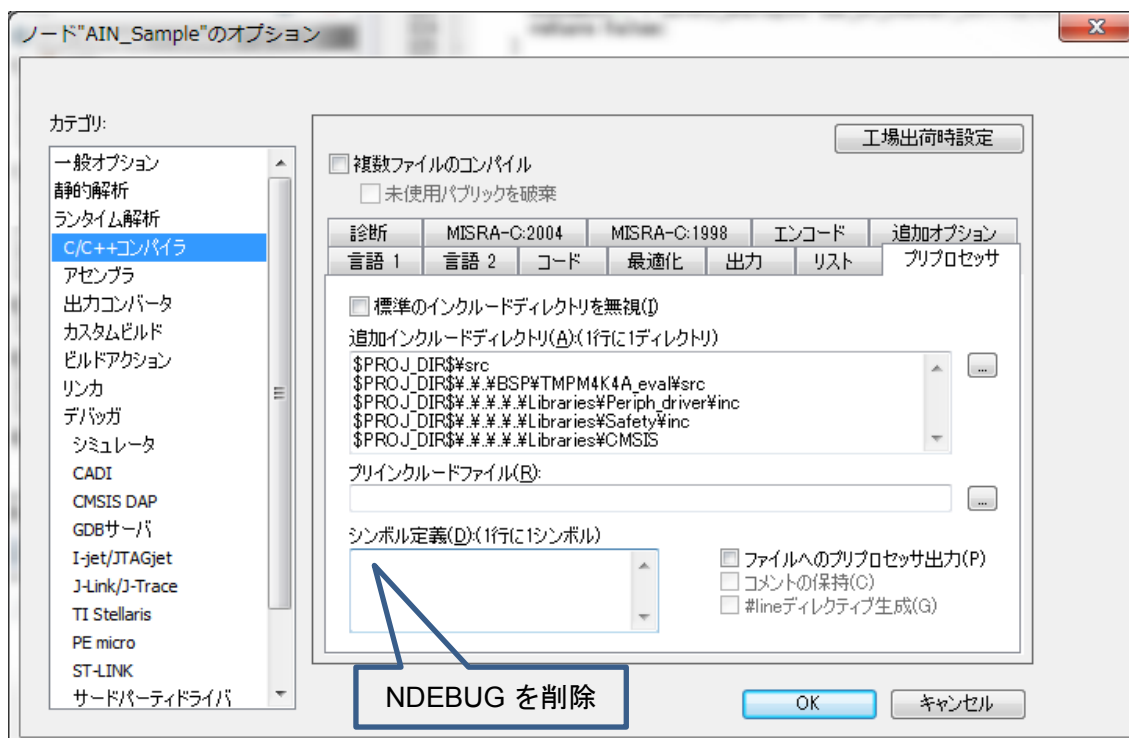 ノード"AIN_Sample"のオプション
カテゴリ:
一般オプション
静的解析
ランタイム解析
C/C++コンパイラ
アセンブラ
出力コンバータ
カスタムビルド
ビルドアクション
リンカ
デバッガ
シミュレータ
CADI
CMSIS DAP
GDBサーバ
I-jet/JTAGjet
J-Link/J-Trace
TI Stellaris
PE micro
ST-LINK
サードパーティドライバ
工場出荷時設定
複数ファイルのコンパイル
未使用パブリックを破棄
診断 MISRA-C:2004 MISRA-C:1998 エンコード 追加オプション
言語 1 言語 2 コード 最適化 出力 リスト プリプロセッサ
標準のインクルードディレクトリを無視(I)
追加インクルードディレクトリ(A):(1行に1ディレクトリ)
$PROJ_DIR$¥src
$PROJ_DIR$¥.¥.¥BSP¥TMPM4K4A_eval¥src
$PROJ_DIR$¥.¥.¥.¥.¥Libraries¥Periph_driver¥inc
$PROJ_DIR$¥.¥.¥.¥.¥Libraries¥Safety¥inc
$PROJ_DIR$¥.¥.¥.¥.¥Libraries¥CMSIS
...
プリインクルードファイル(R):
...
シンボル定義(D):(1行に1シンボル)
ファイルへのプリプロセッサ出力(P)
コメントの保持(C)
#lineディレクティブ生成(G)
NDEBUG を削除
OK キャンセル